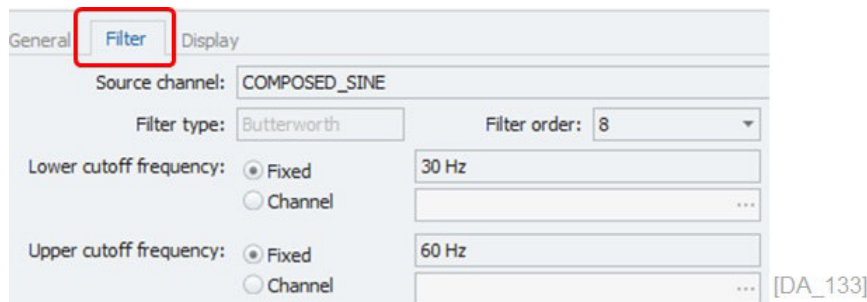 General Filter Display
Source channel: COMPOSED_SINE
Filter type: Butterworth Filter order: 8
Lower cutoff frequency: Fixed 30 Hz
Channel ...
Upper cutoff frequency: Fixed 60 Hz
Channel ... [DA_133]